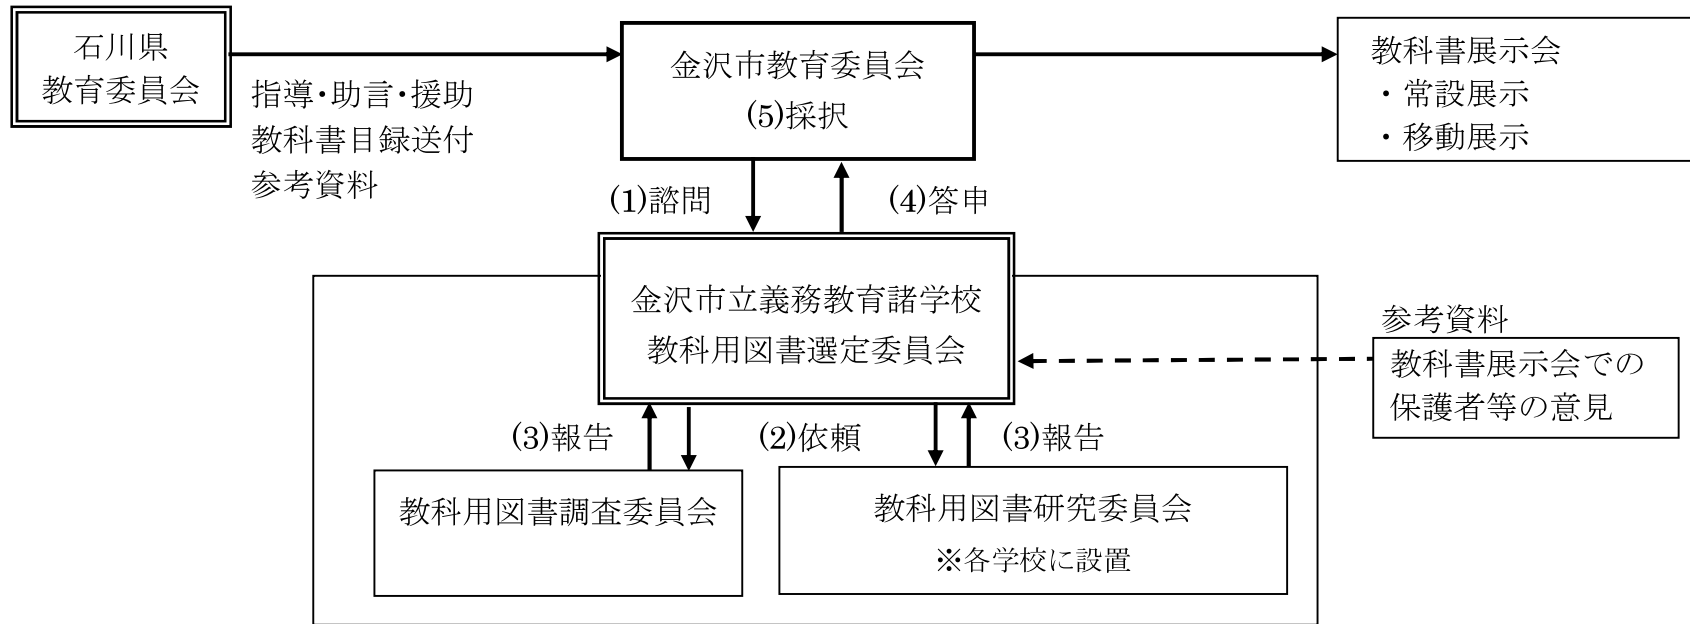 石川県
教育委員会
指導・助言・援助
教科書目録送付
参考資料
金沢市教育委員会
(5)採択
教科書展示会
・常設展示
・移動展示
(1)諮問
(4)答申
金沢市立義務教育諸学校
教科用図書選定委員会
参考資料
教科書展示会での
保護者等の意見
(3)報告
(2)依頼
(3)報告
教科用図書調査委員会
教科用図書研究委員会
※各学校に設置